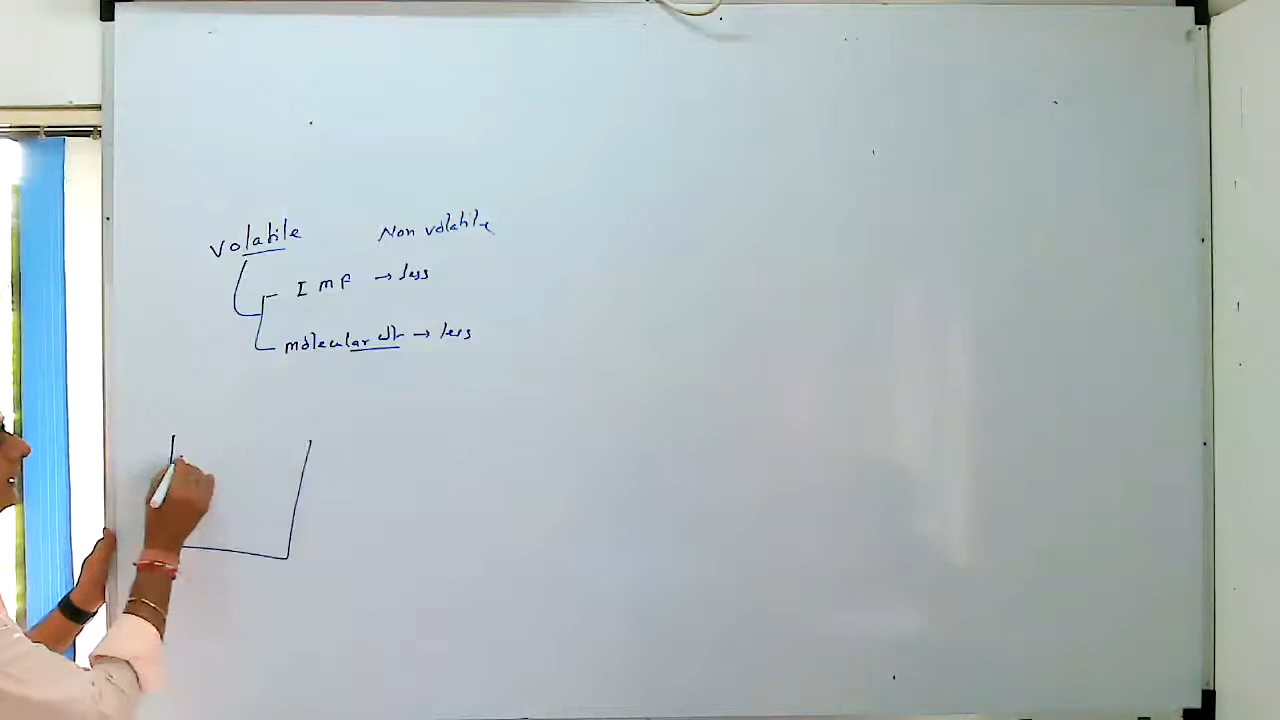 Volatile Non volatile
IMF → less
molecular wt → less